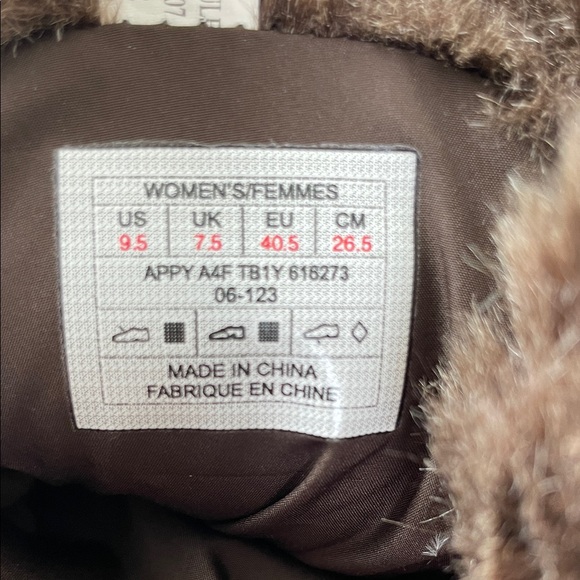 WOMEN'S/FEMMES
US UK EU CM
9.5 7.5 40.5 26.5
APPY A4F TB1Y 616273
06-123
MADE IN CHINA
FABRIQUE EN CHINE